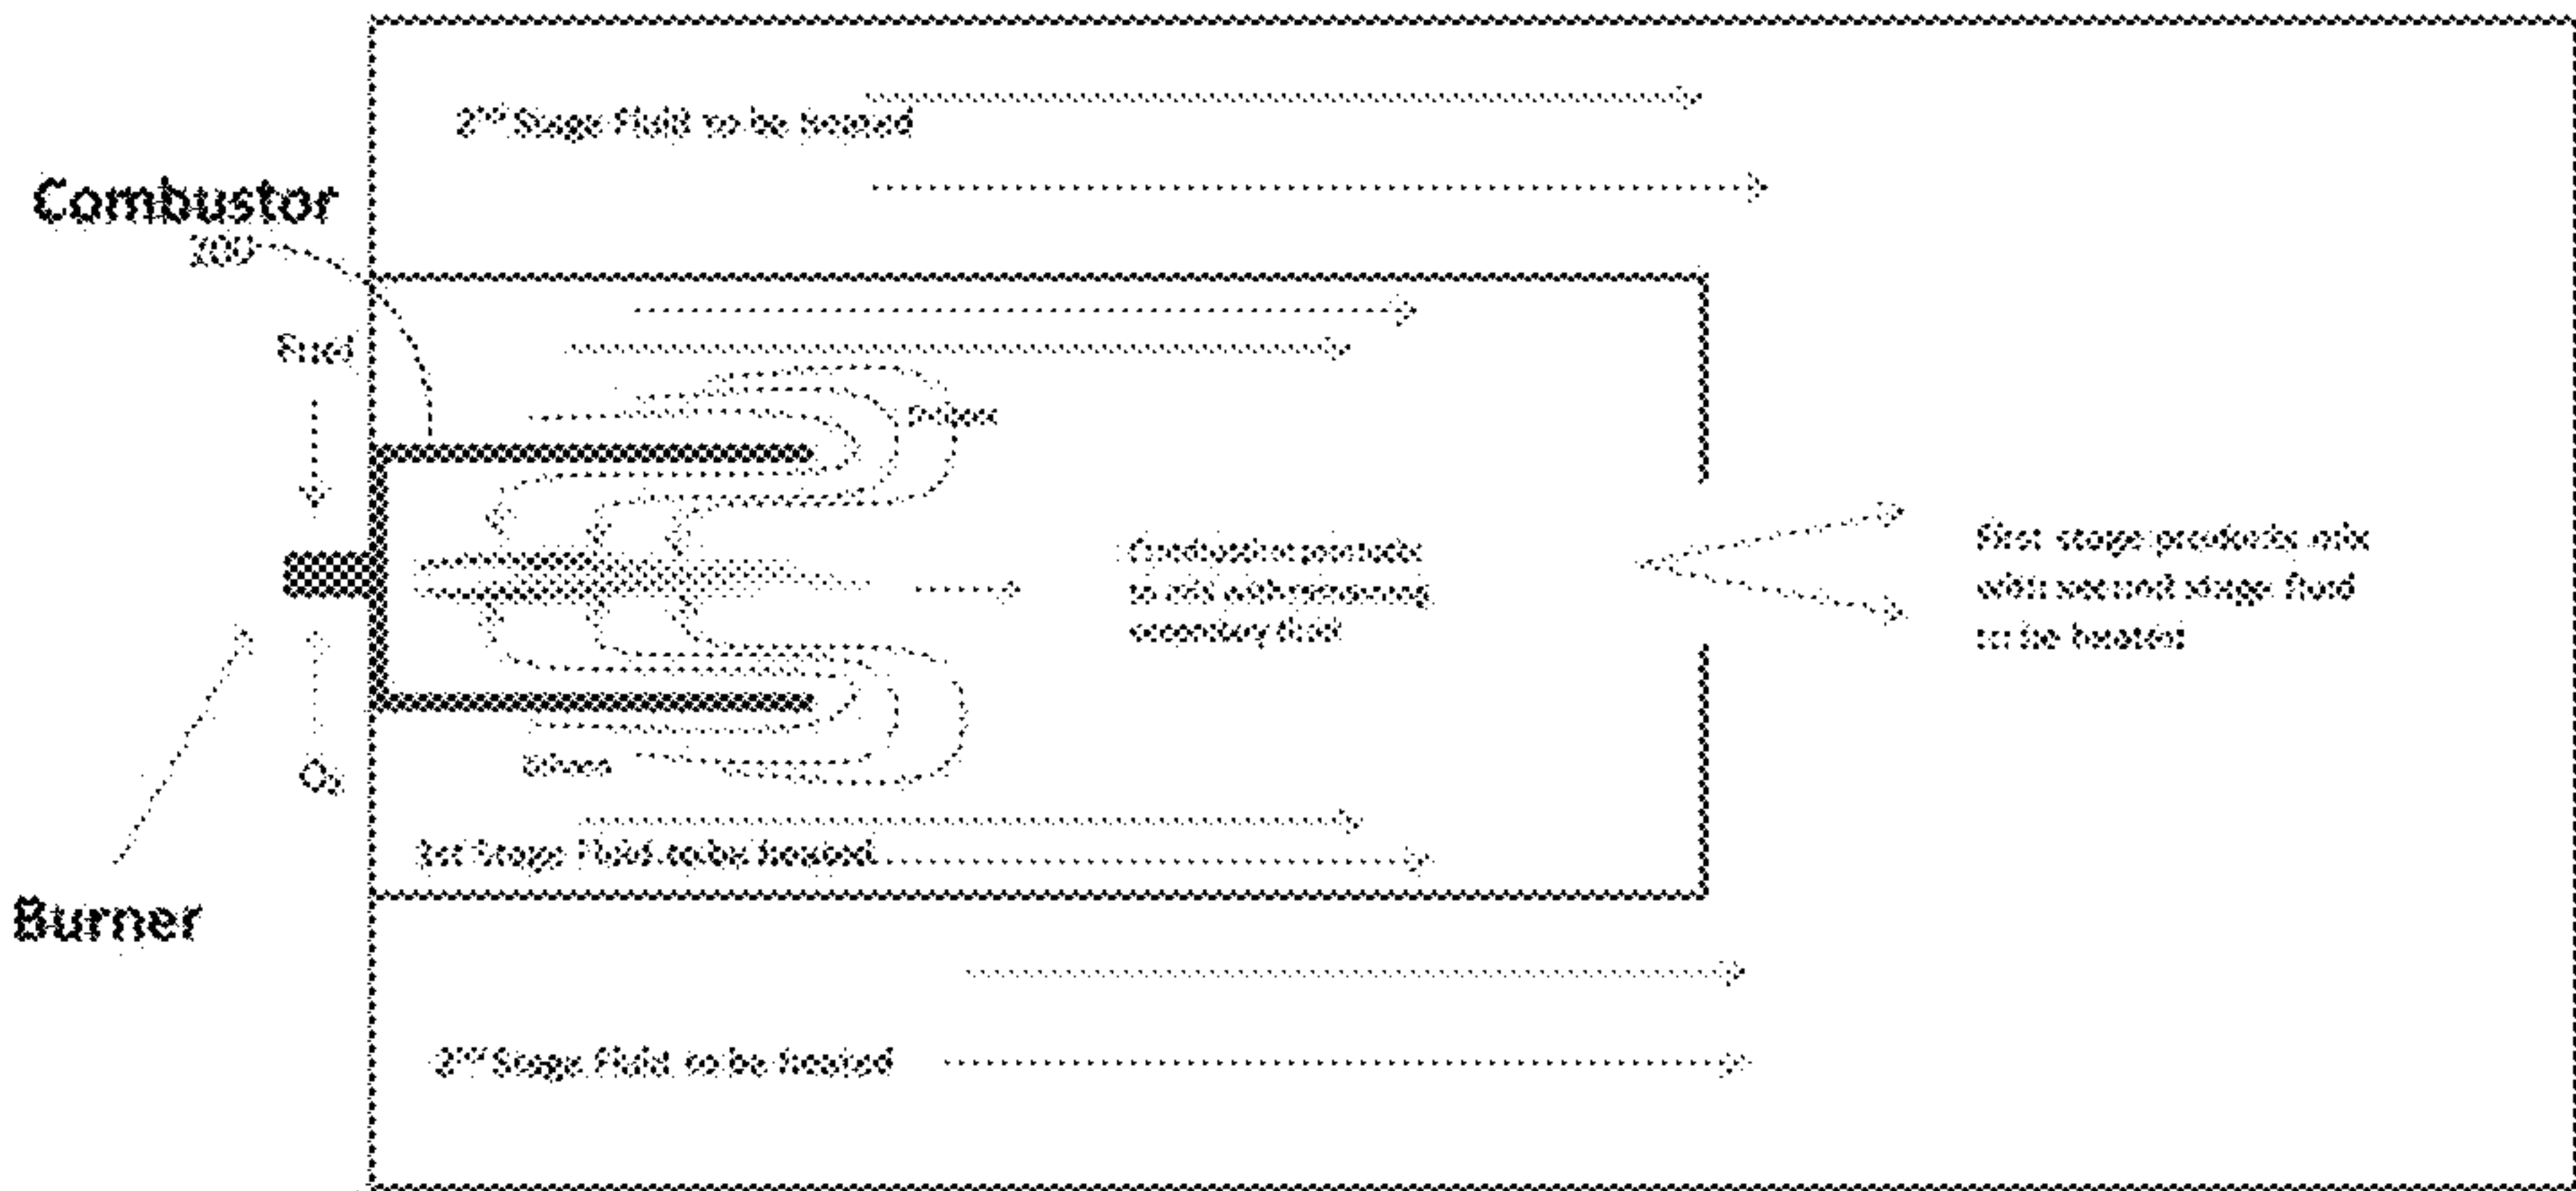 2nd Stage Fluid to be heated
Combustor
200
Fuel
Combustion products
to mix with remaining
secondary fluid
First stage products mix
with second stage fluid
to be heated
O2
1st Stage Fluid to be heated
Burner
2nd Stage Fluid to be heated